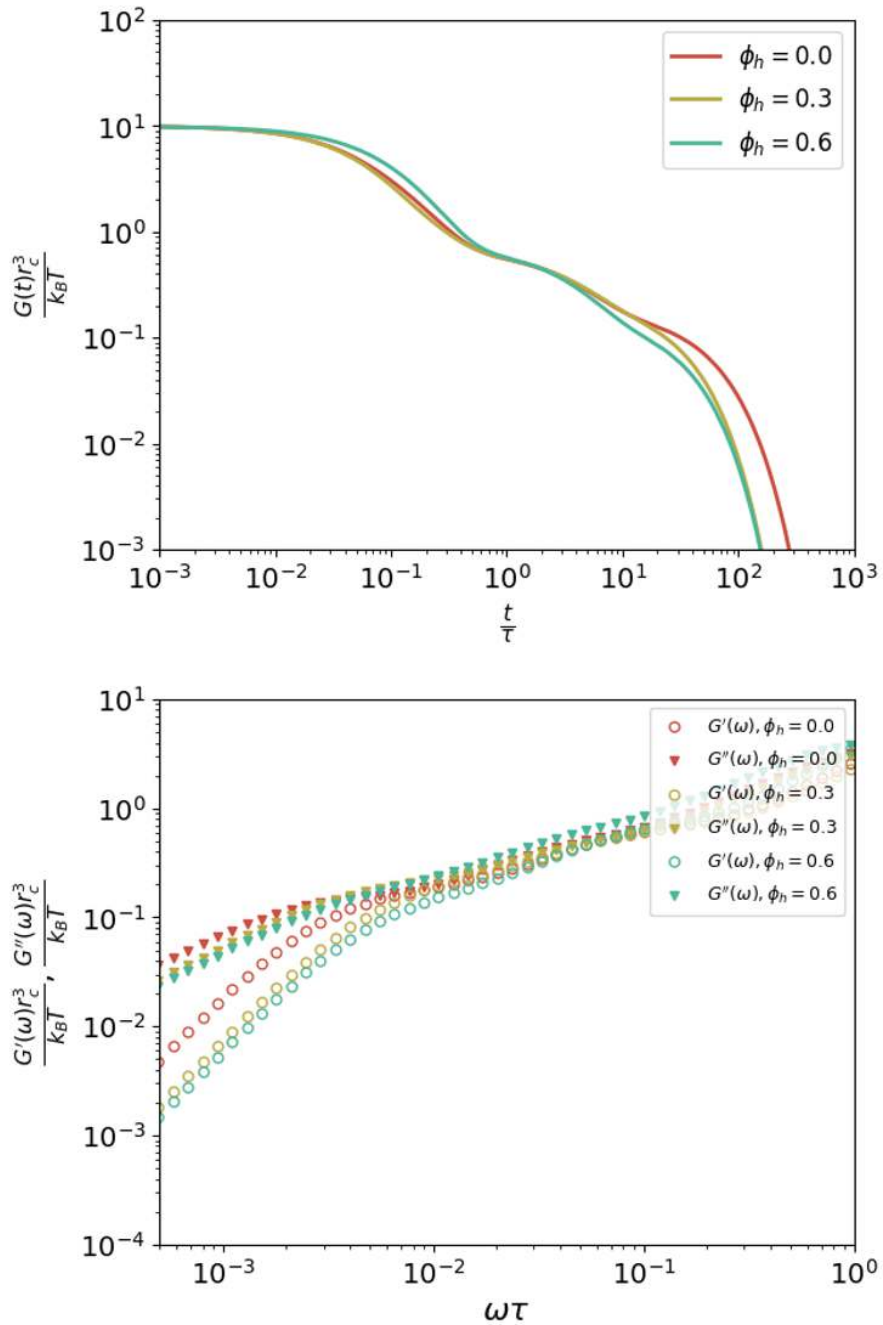 10²
10¹
10⁰
10⁻¹
10⁻²
10⁻³
G(t)r_c³ / k_BT
ϕ_h = 0.0
ϕ_h = 0.3
ϕ_h = 0.6
10⁻³ 10⁻² 10⁻¹ 10⁰ 10¹ 10² 10³
t/τ
10¹
10⁰
10⁻¹
10⁻²
10⁻³
10⁻⁴
G′(ω)r_c³ / k_BT , G″(ω)r_c³ / k_BT
G′(ω), ϕ_h = 0.0
G″(ω), ϕ_h = 0.0
G′(ω), ϕ_h = 0.3
G″(ω), ϕ_h = 0.3
G′(ω), ϕ_h = 0.6
G″(ω), ϕ_h = 0.6
10⁻³ 10⁻² 10⁻¹ 10⁰
ωτ